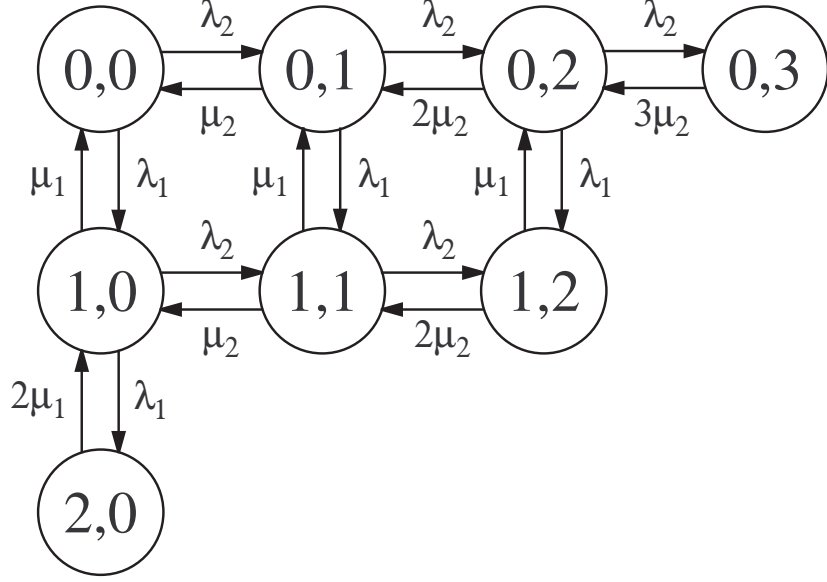 λ₂ λ₂ λ₂
0,0 0,1 0,2 0,3
μ₂ 2μ₂ 3μ₂
μ₁ λ₁ μ₁ λ₁ μ₁ λ₁
λ₂ λ₂
1,0 1,1 1,2
μ₂ 2μ₂
2μ₁ λ₁
2,0